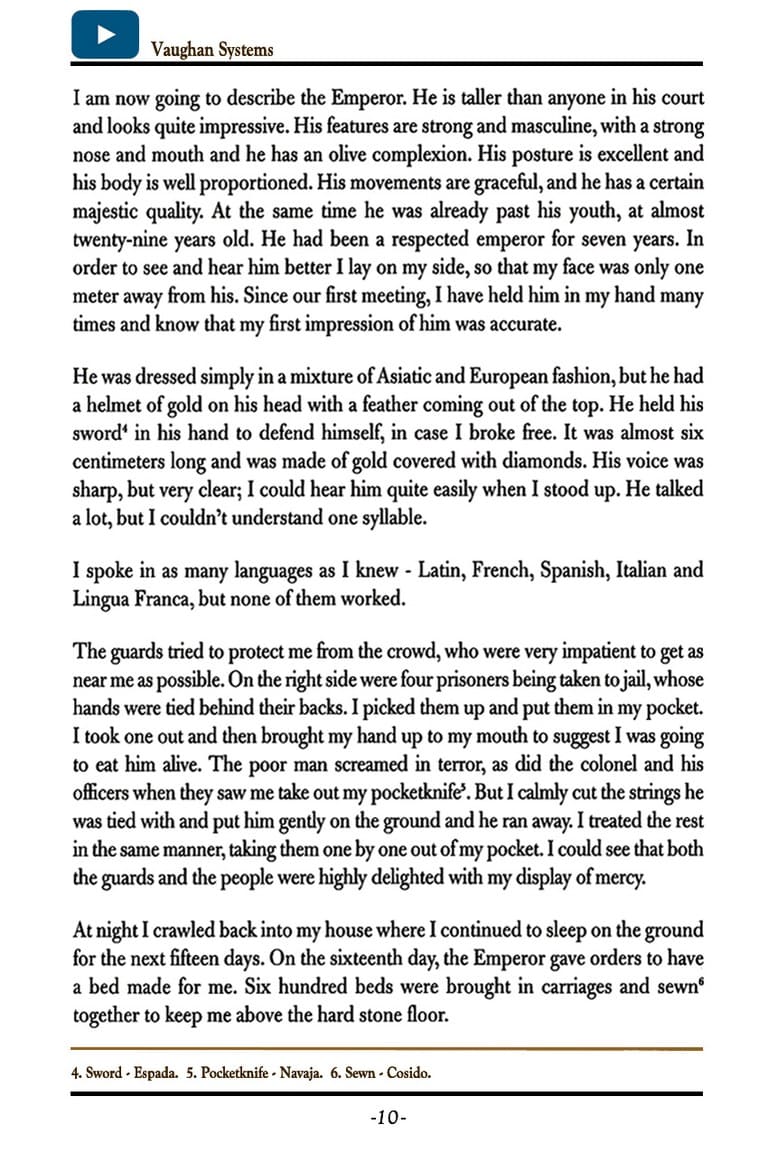 Vaughan Systems
I am now going to describe the Emperor. He is taller than anyone in his court
and looks quite impressive. His features are strong and masculine, with a strong
nose and mouth and he has an olive complexion. His posture is excellent and
his body is well proportioned. His movements are graceful, and he has a certain
majestic quality. At the same time he was already past his youth, at almost
twenty-nine years old. He had been a respected emperor for seven years. In
order to see and hear him better I lay on my side, so that my face was only one
meter away from his. Since our first meeting, I have held him in my hand many
times and know that my first impression of him was accurate.
He was dressed simply in a mixture of Asiatic and European fashion, but he had
a helmet of gold on his head with a feather coming out of the top. He held his
sword⁴ in his hand to defend himself, in case I broke free. It was almost six
centimeters long and was made of gold covered with diamonds. His voice was
sharp, but very clear; I could hear him quite easily when I stood up. He talked
a lot, but I couldn't understand one syllable.
I spoke in as many languages as I knew - Latin, French, Spanish, Italian and
Lingua Franca, but none of them worked.
The guards tried to protect me from the crowd, who were very impatient to get as
near me as possible. On the right side were four prisoners being taken to jail, whose
hands were tied behind their backs. I picked them up and put them in my pocket.
I took one out and then brought my hand up to my mouth to suggest I was going
to eat him alive. The poor man screamed in terror, as did the colonel and his
officers when they saw me take out my pocketknife⁵. But I calmly cut the strings he
was tied with and put him gently on the ground and he ran away. I treated the rest
in the same manner, taking them one by one out of my pocket. I could see that both
the guards and the people were highly delighted with my display of mercy.
At night I crawled back into my house where I continued to sleep on the ground
for the next fifteen days. On the sixteenth day, the Emperor gave orders to have
a bed made for me. Six hundred beds were brought in carriages and sewn⁶
together to keep me above the hard stone floor.
4. Sword - Espada. 5. Pocketknife - Navaja. 6. Sewn - Cosido.
-10-